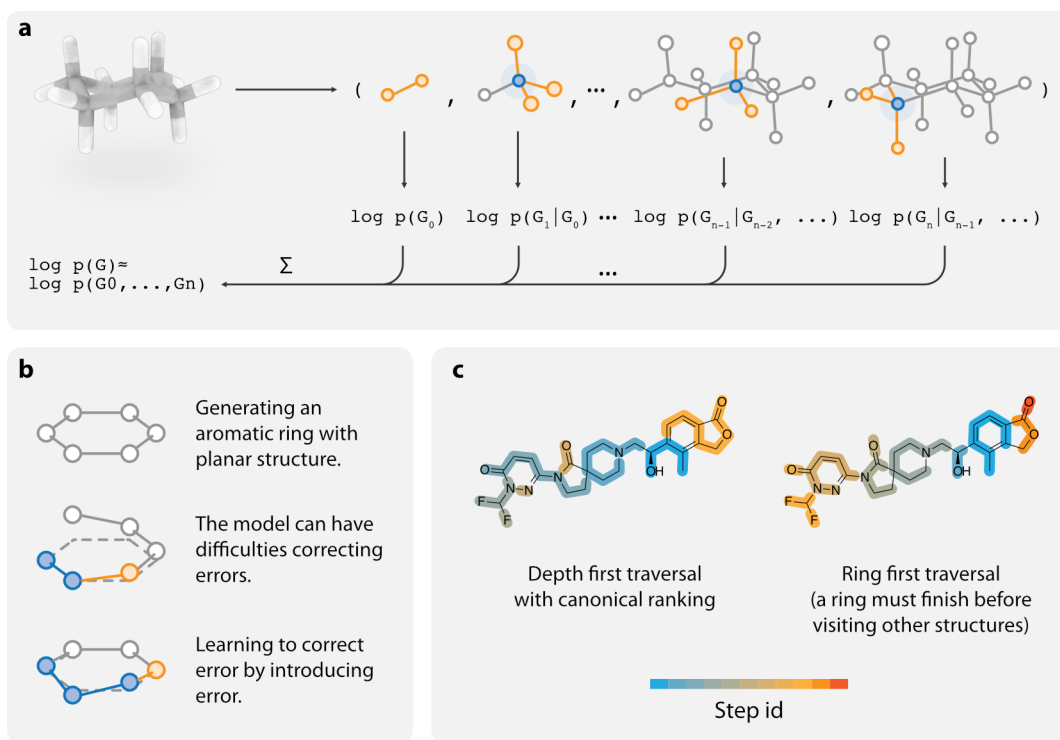 a
( , , ... , , )
log p(G0) log p(G1|G0) ... log p(Gn-1|Gn-2, ...) log p(Gn|Gn-1, ...)
log p(G)≈ Σ ...
log p(G0,...,Gn)
b
Generating an
aromatic ring with
planar structure.
The model can have
difficulties correcting
errors.
Learning to correct
error by introducing
error.
c
O O O N N N F F N OH O O
O O O N N N F F N OH O O
Depth first traversal
with canonical ranking
Ring first traversal
(a ring must finish before
visiting other structures)
Step id